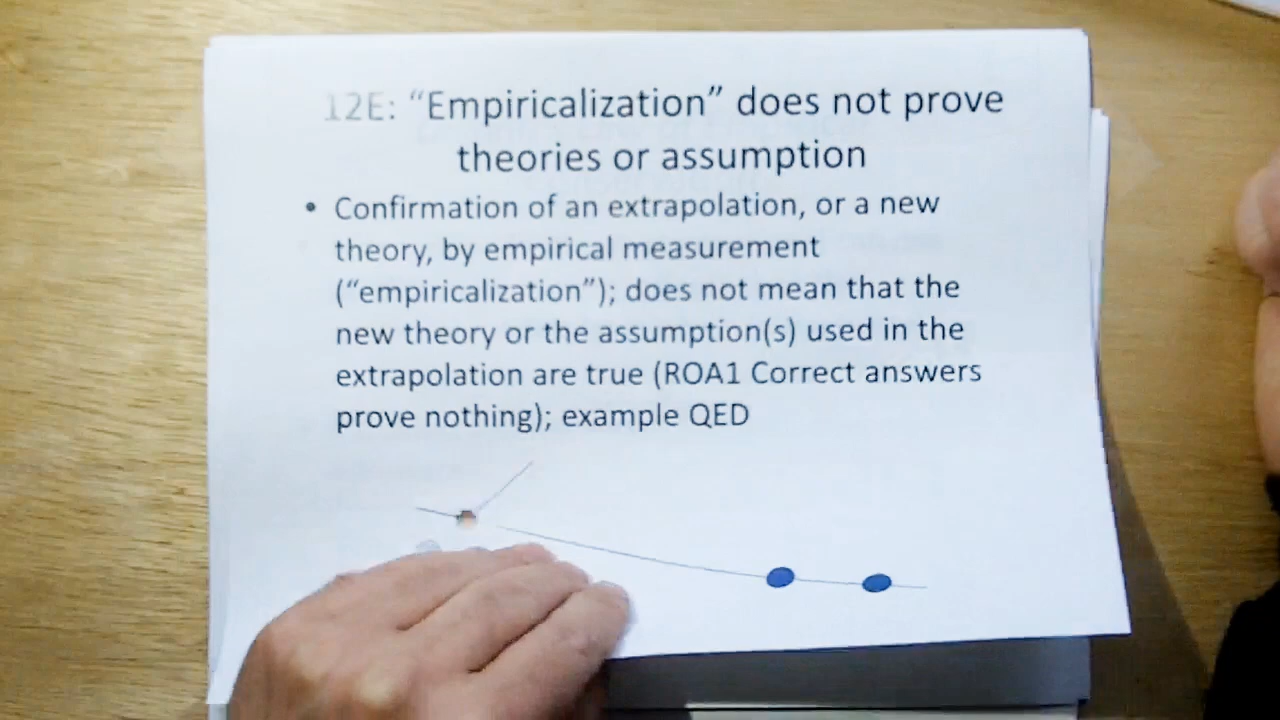 12E: “Empiricalization” does not prove
theories or assumption
• Confirmation of an extrapolation, or a new
theory, by empirical measurement
(“empiricalization”); does not mean that the
new theory or the assumption(s) used in the
extrapolation are true (ROA1 Correct answers
prove nothing); example QED